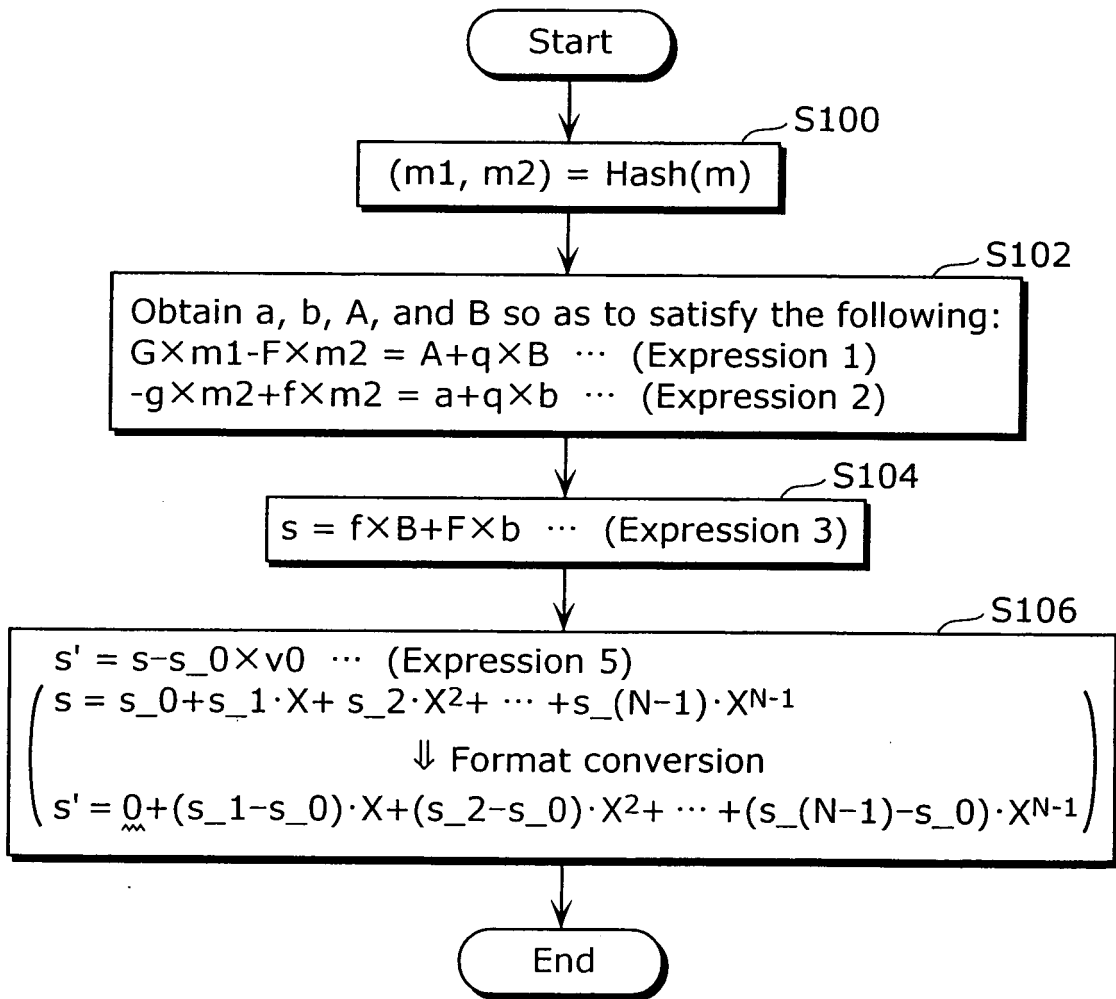 Start
S100
(m1, m2) = Hash(m)
S102
Obtain a, b, A, and B so as to satisfy the following:
G×m1-F×m2 = A+q×B ⋯ (Expression 1)
-g×m2+f×m2 = a+q×b ⋯ (Expression 2)
S104
s = f×B+F×b ⋯ (Expression 3)
S106
s' = s-s_0×v0 ⋯ (Expression 5)
s = s_0+s_1·X+ s_2·X²+ ⋯ +s_(N-1)·Xᴺ⁻¹
⇓ Format conversion
s' = 0+(s_1-s_0)·X+(s_2-s_0)·X²+ ⋯ +(s_(N-1)-s_0)·Xᴺ⁻¹
End